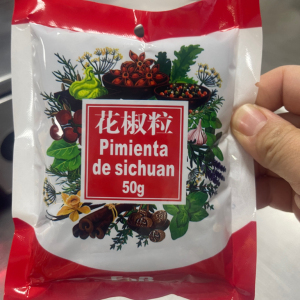 花椒粒
Pimienta
de sichuan
50g